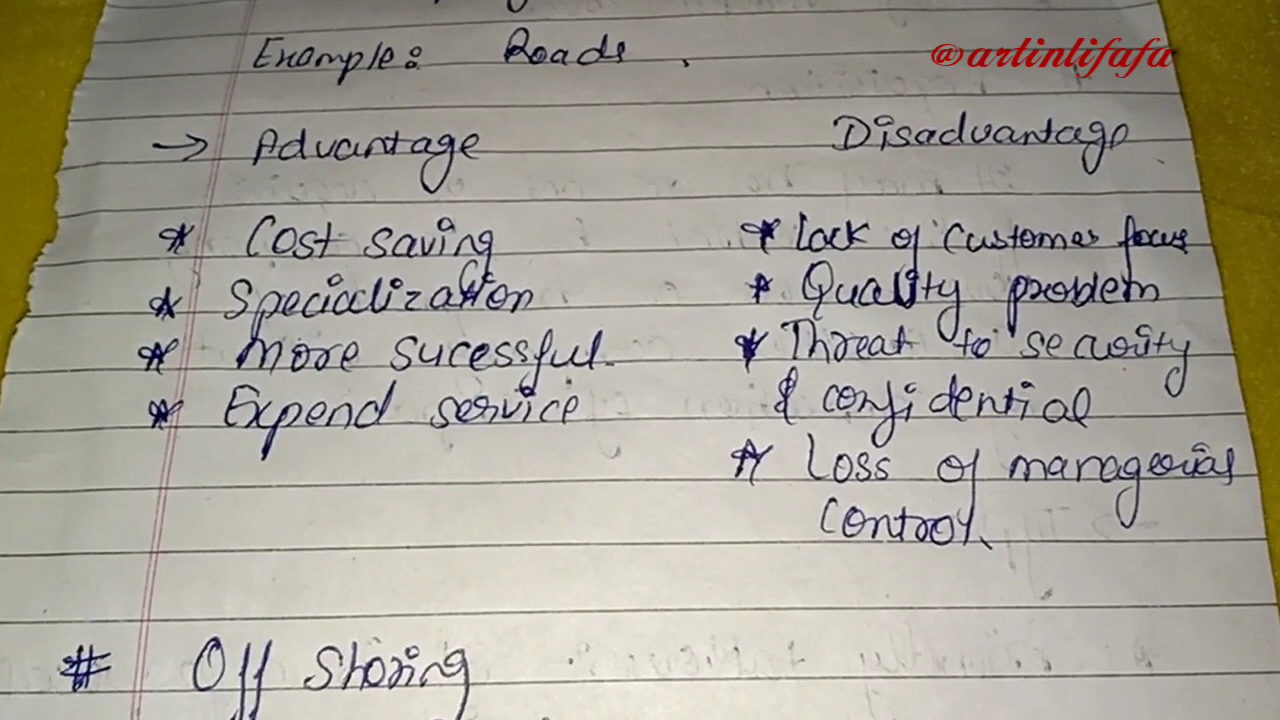 Example: Roads.
@artinlifafa
→ Advantage Disadvantage
* Cost saving * Lack of customer focus
* Specialization * Quality problem
* More sucessful. * Threat to security
* Expend service & confidential
* Loss of managerial
control.
# Off Shoring